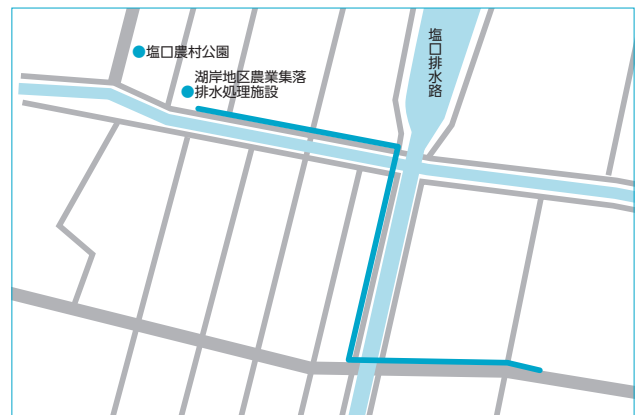 塩口農村公園
湖岸地区農業集落
排水処理施設
塩口排水路